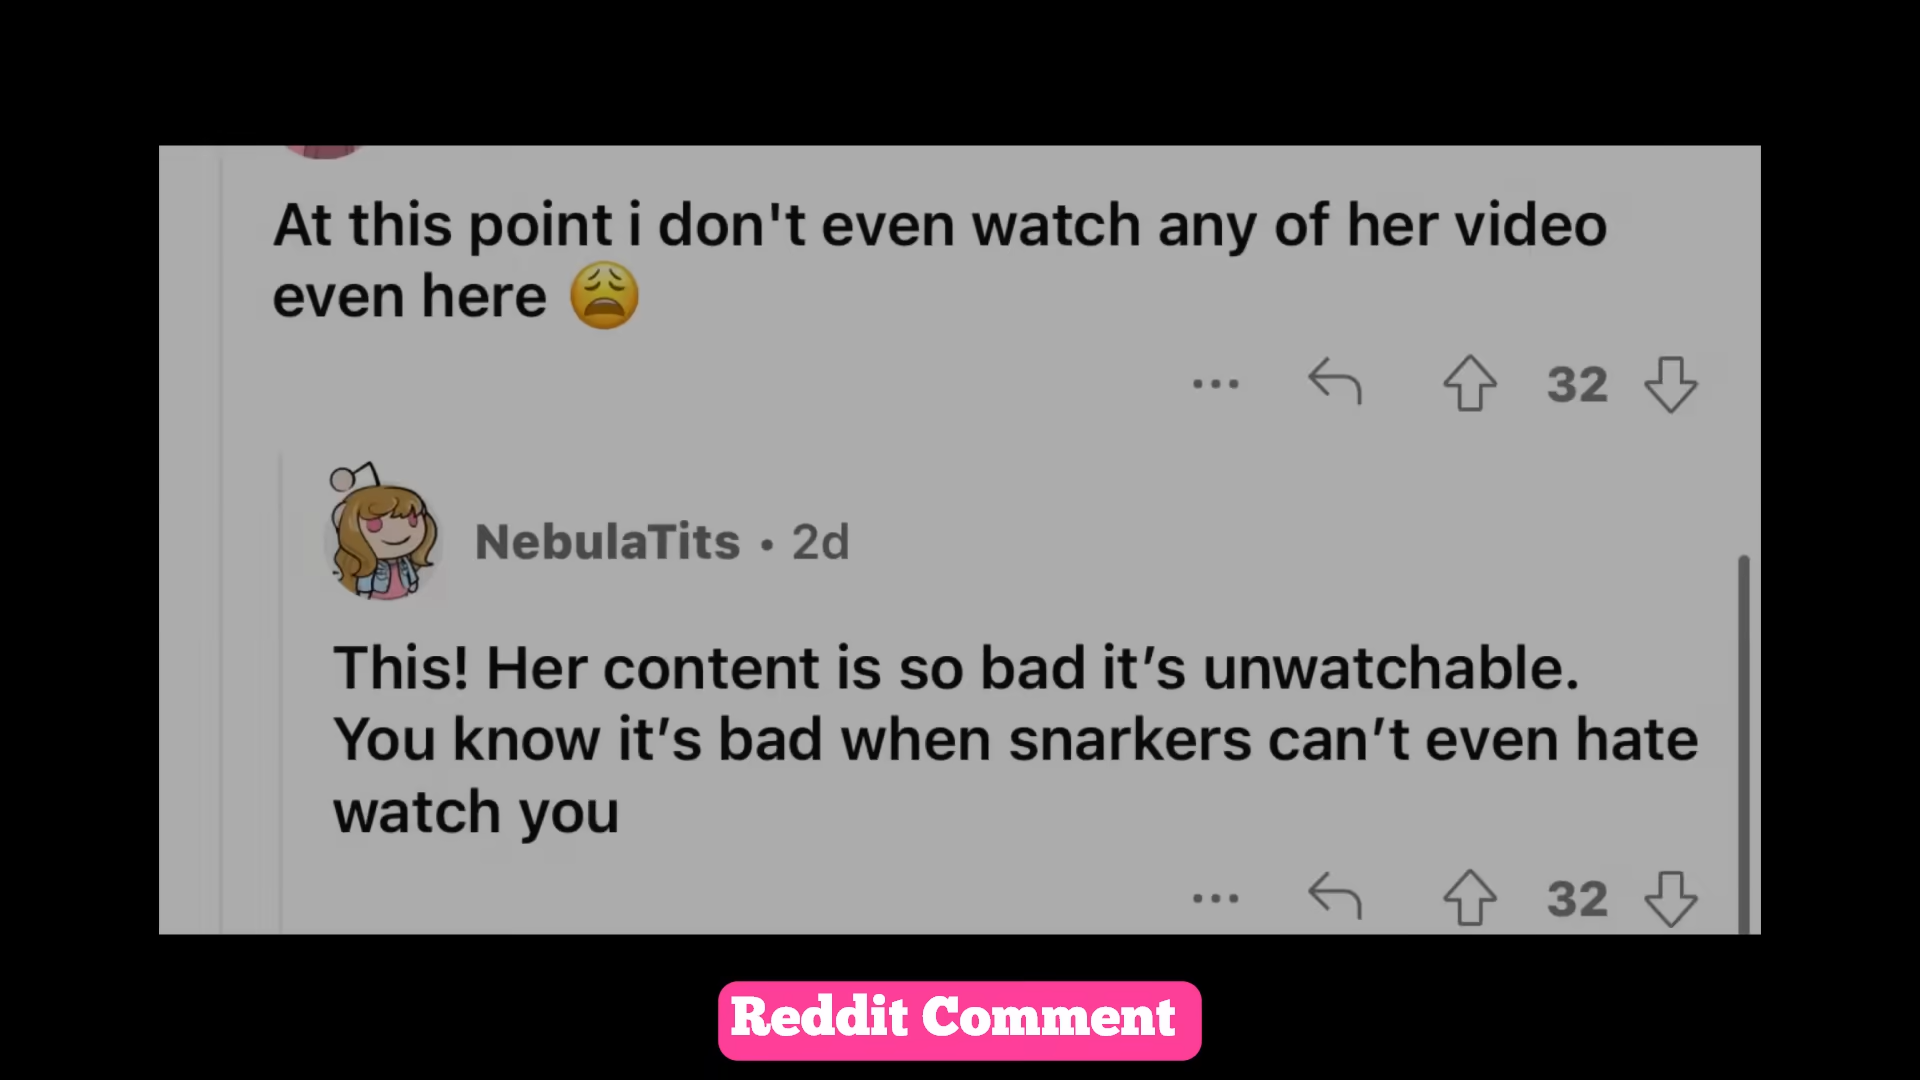 At this point i don't even watch any of her video
even here 😩
... 32
NebulaTits • 2d
This! Her content is so bad it’s unwatchable.
You know it’s bad when snarkers can’t even hate
watch you
... 32
Reddit Comment